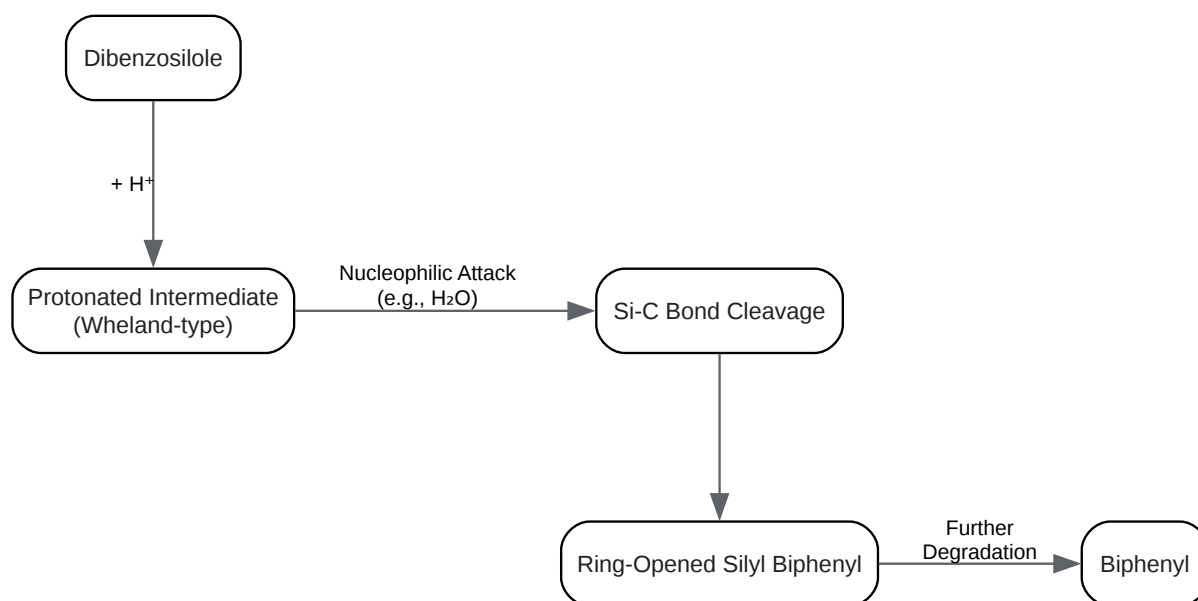 Dibenzosilole
+ H⁺
Protonated Intermediate
(Wheland-type)
Nucleophilic Attack
(e.g., H₂O)
Si-C Bond Cleavage
Ring-Opened Silyl Biphenyl
Further
Degradation
Biphenyl